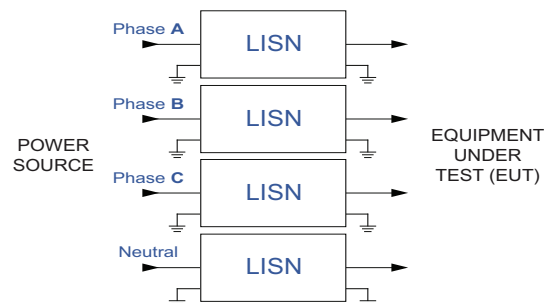 Phase A
LISN
Phase B
LISN
POWER
SOURCE
EQUIPMENT
UNDER
TEST (EUT)
Phase C
LISN
Neutral
LISN